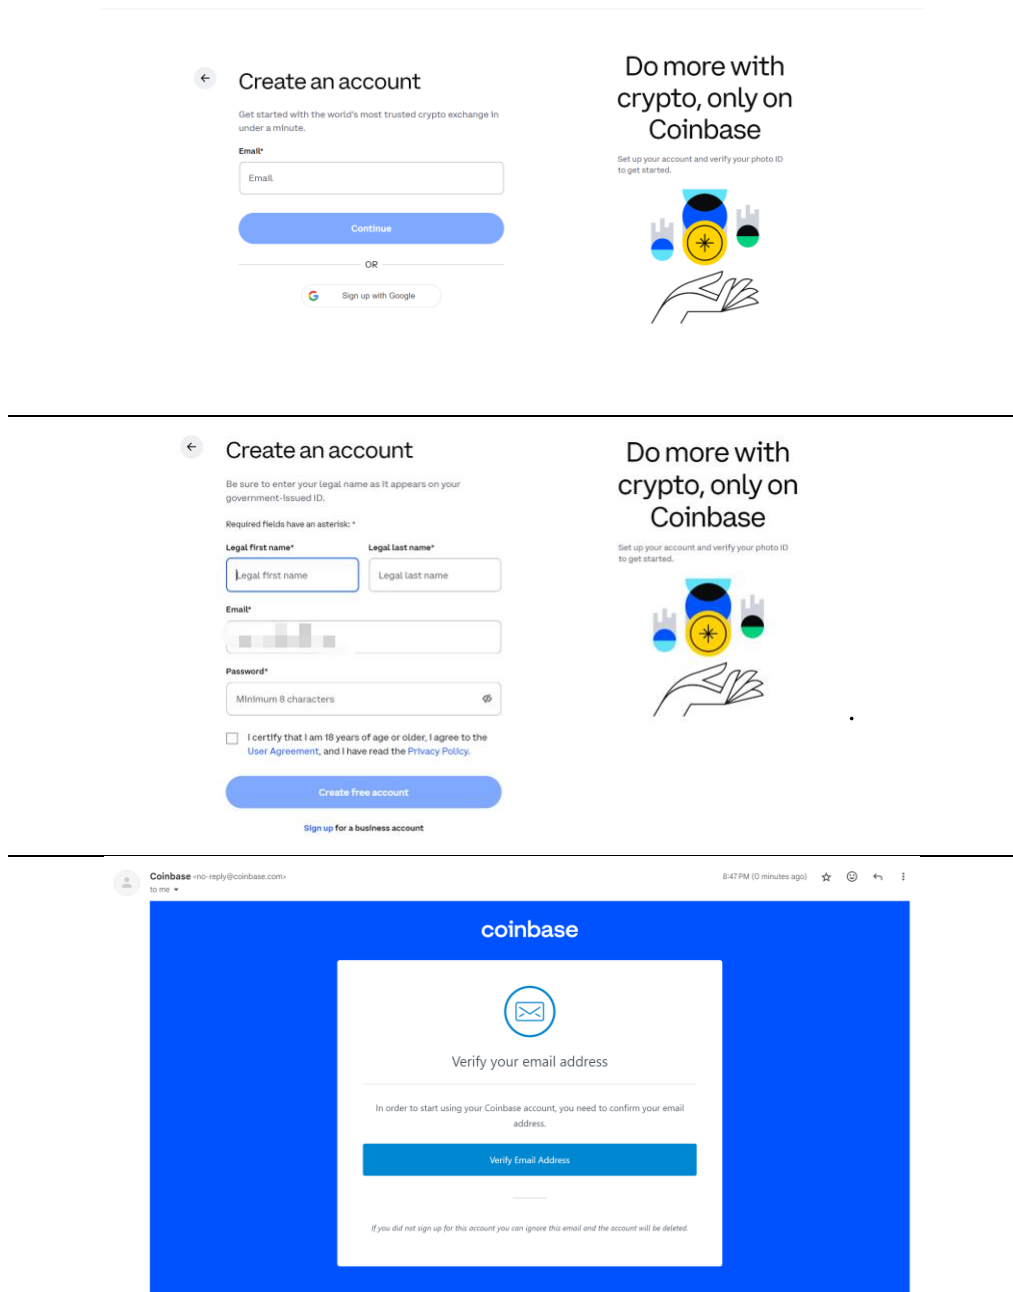 Create an account
Get started with the world's most trusted crypto exchange in
under a minute.
Email*
Email
Continue
OR
Sign up with Google
Do more with
crypto, only on
Coinbase
Set up your account and verify your photo ID
to get started.
Create an account
Be sure to enter your legal name as it appears on your
government-issued ID.
Required fields have an asterisk: *
Legal first name* Legal last name*
Legal first name Legal last name
Email*
Password*
Minimum 8 characters
I certify that I am 18 years of age or older, I agree to the
User Agreement, and I have read the Privacy Policy.
Create free account
Sign up for a business account
Do more with
crypto, only on
Coinbase
Set up your account and verify your photo ID
to get started.
Coinbase <no-reply@coinbase.com> 8:47 PM (0 minutes ago)
to me
coinbase
Verify your email address
In order to start using your Coinbase account, you need to confirm your email
address.
Verify Email Address
If you did not sign up for this account you can ignore this email and the account will be deleted.